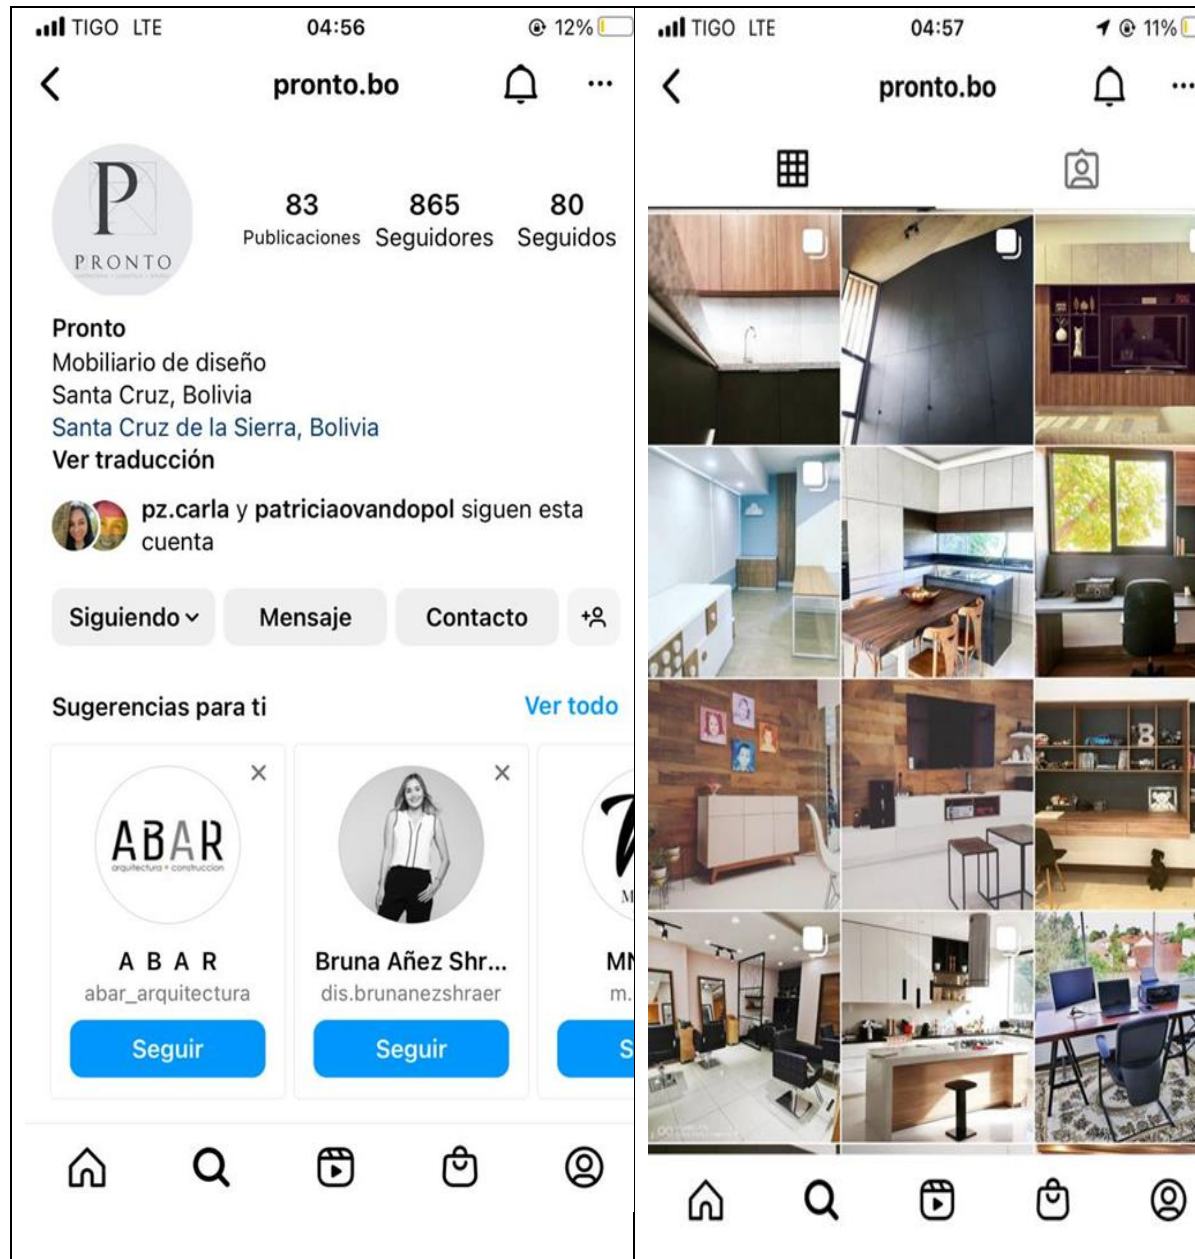 TIGO LTE 04:56 12%
pronto.bo
P
PRONTO
83 865 80
Publicaciones Seguidores Seguidos
Pronto
Mobiliario de diseño
Santa Cruz, Bolivia
Santa Cruz de la Sierra, Bolivia
Ver traducción
pz.carla y patriciaovandopol siguen esta
cuenta
Siguiendo Mensaje Contacto
Sugerencias para ti Ver todo
ABAR
arquitectura + construccion
A B A R
abar_arquitectura
Seguir
Bruna Añez Shr...
dis.brunanezshraer
Seguir
M
MN
m.
S
TIGO LTE 04:57 11%
pronto.bo
B